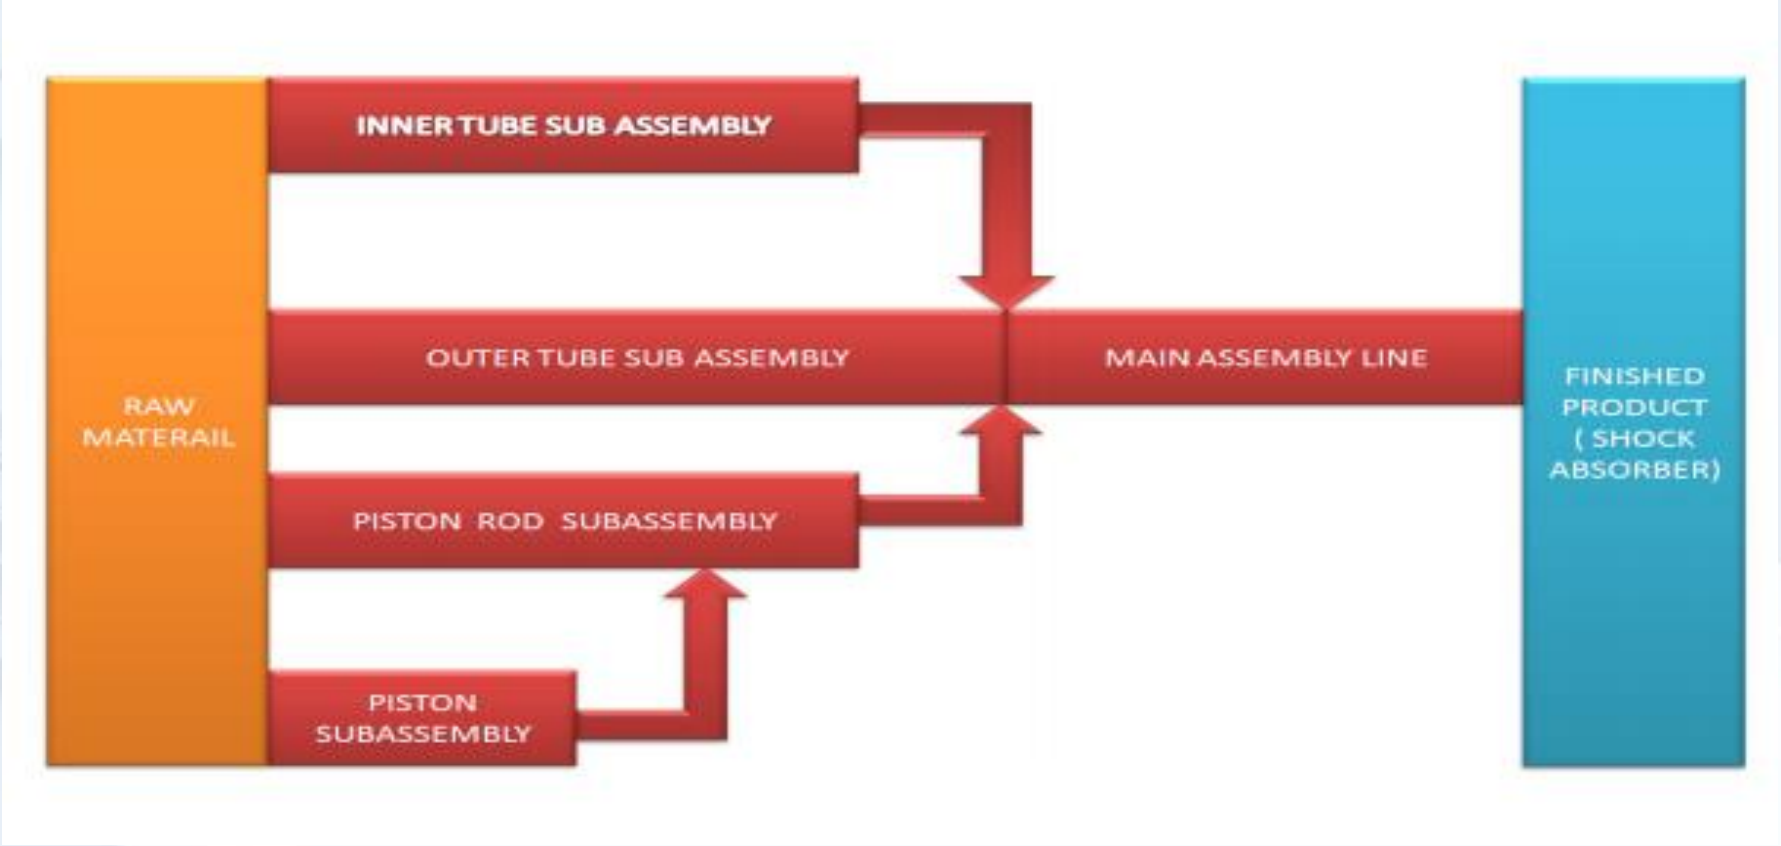 INNER TUBE SUB ASSEMBLY
OUTER TUBE SUB ASSEMBLY
MAIN ASSEMBLY LINE
RAW
MATERAIL
FINISHED
PRODUCT
( SHOCK
ABSORBER)
PISTON ROD SUBASSEMBLY
PISTON
SUBASSEMBLY